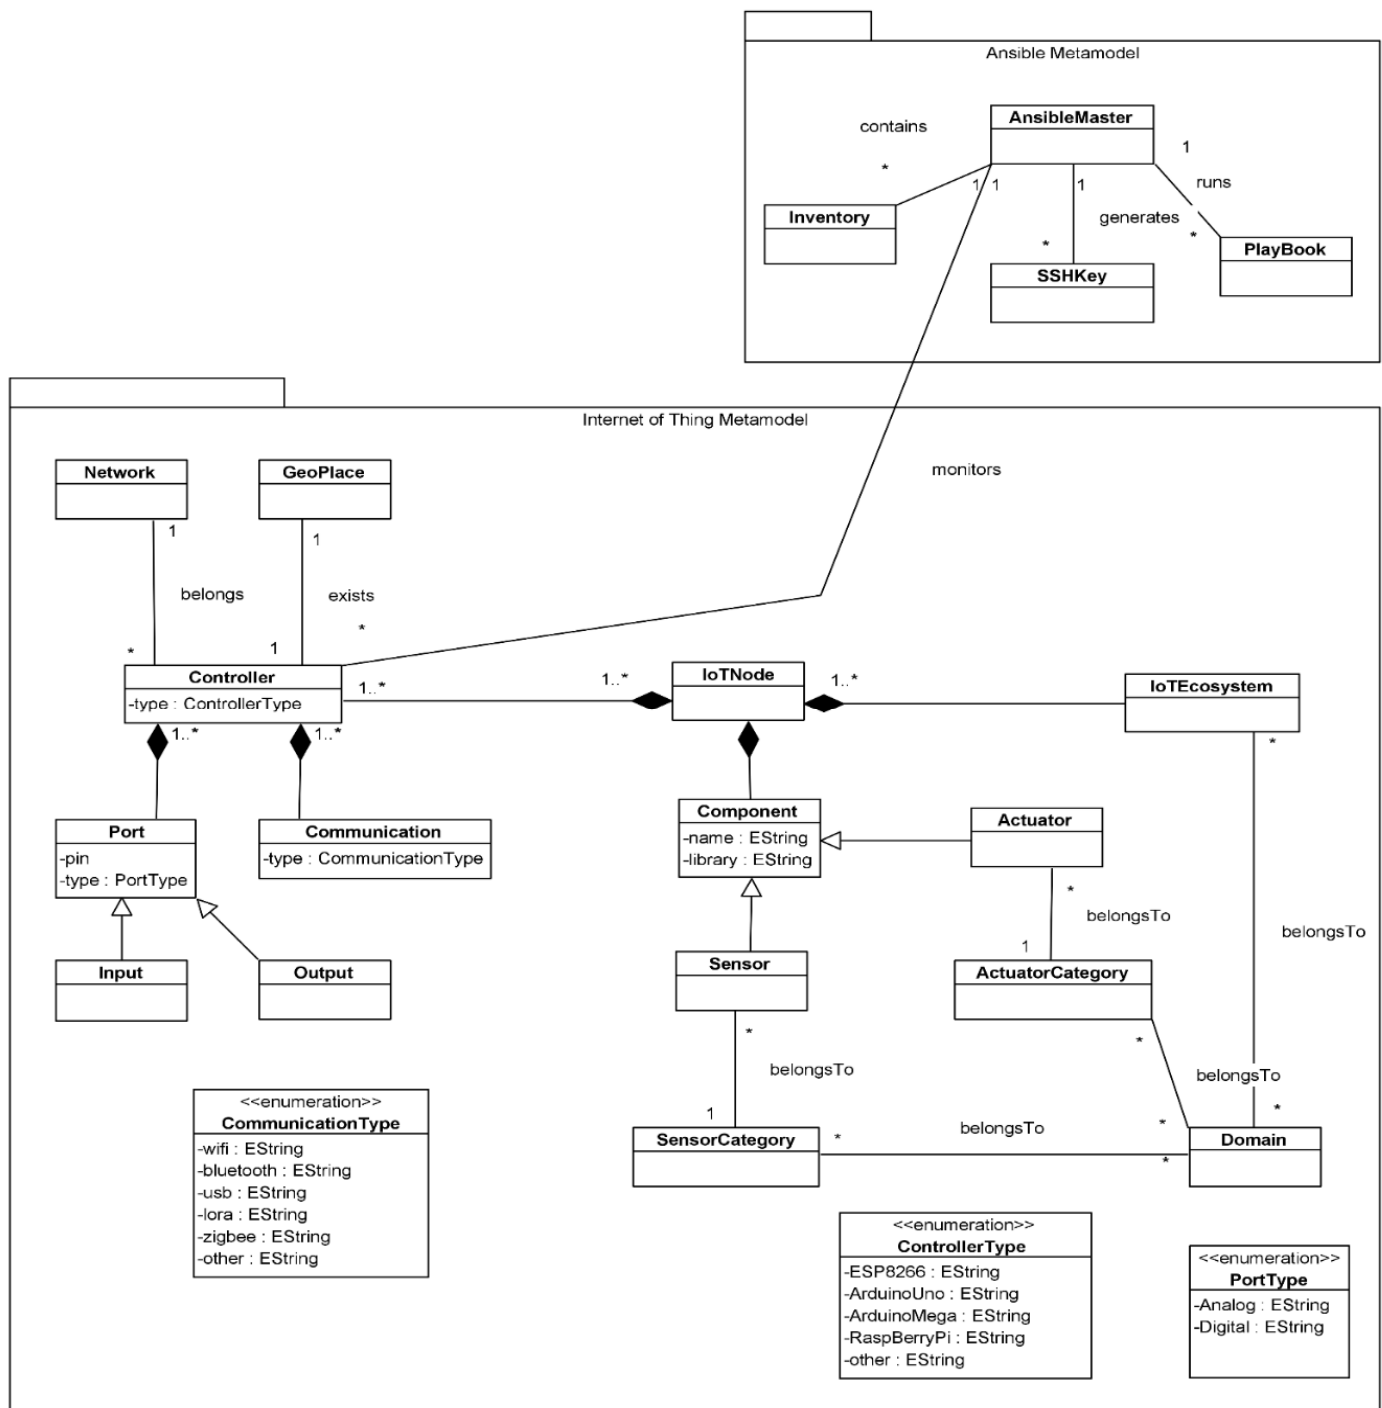 Ansible Metamodel
AnsibleMaster
contains
*
1
1
1
1
runs
Inventory
generates
*
*
PlayBook
SSHKey
Internet of Thing Metamodel
Network
GeoPlace
monitors
1
1
belongs
exists
*
*
1
Controller
-type : ControllerType
1..*
1..*
IoTNode
1..*
IoTEcosystem
1..*
1..*
*
Port
-pin
-type : PortType
Communication
-type : CommunicationType
Component
-name : EString
-library : EString
Actuator
*
belongsTo
1
belongsTo
Input
Output
Sensor
ActuatorCategory
*
*
belongsTo
belongsTo
1
*
*
<<enumeration>>
CommunicationType
-wifi : EString
-bluetooth : EString
-usb : EString
-lora : EString
-zigbee : EString
-other : EString
SensorCategory
*
belongsTo
*
Domain
<<enumeration>>
ControllerType
-ESP8266 : EString
-ArduinoUno : EString
-ArduinoMega : EString
-RaspBerryPi : EString
-other : EString
<<enumeration>>
PortType
-Analog : EString
-Digital : EString